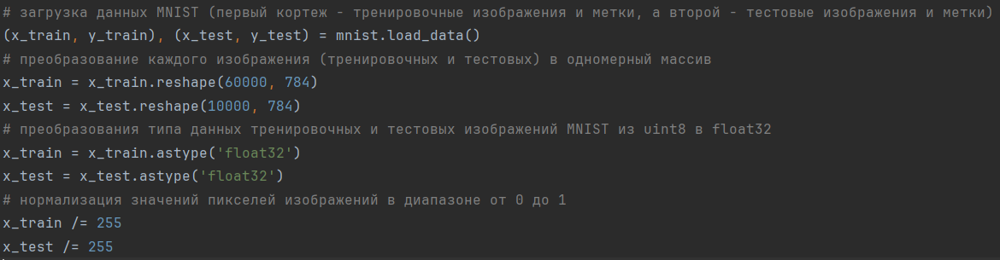 # загрузка данных MNIST (первый кортеж - тренировочные изображения и метки, а второй - тестовые изображения и метки)
(x_train, y_train), (x_test, y_test) = mnist.load_data()
# преобразование каждого изображения (тренировочных и тестовых) в одномерный массив
x_train = x_train.reshape(60000, 784)
x_test = x_test.reshape(10000, 784)
# преобразования типа данных тренировочных и тестовых изображений MNIST из uint8 в float32
x_train = x_train.astype('float32')
x_test = x_test.astype('float32')
# нормализация значений пикселей изображений в диапазоне от 0 до 1
x_train /= 255
x_test /= 255